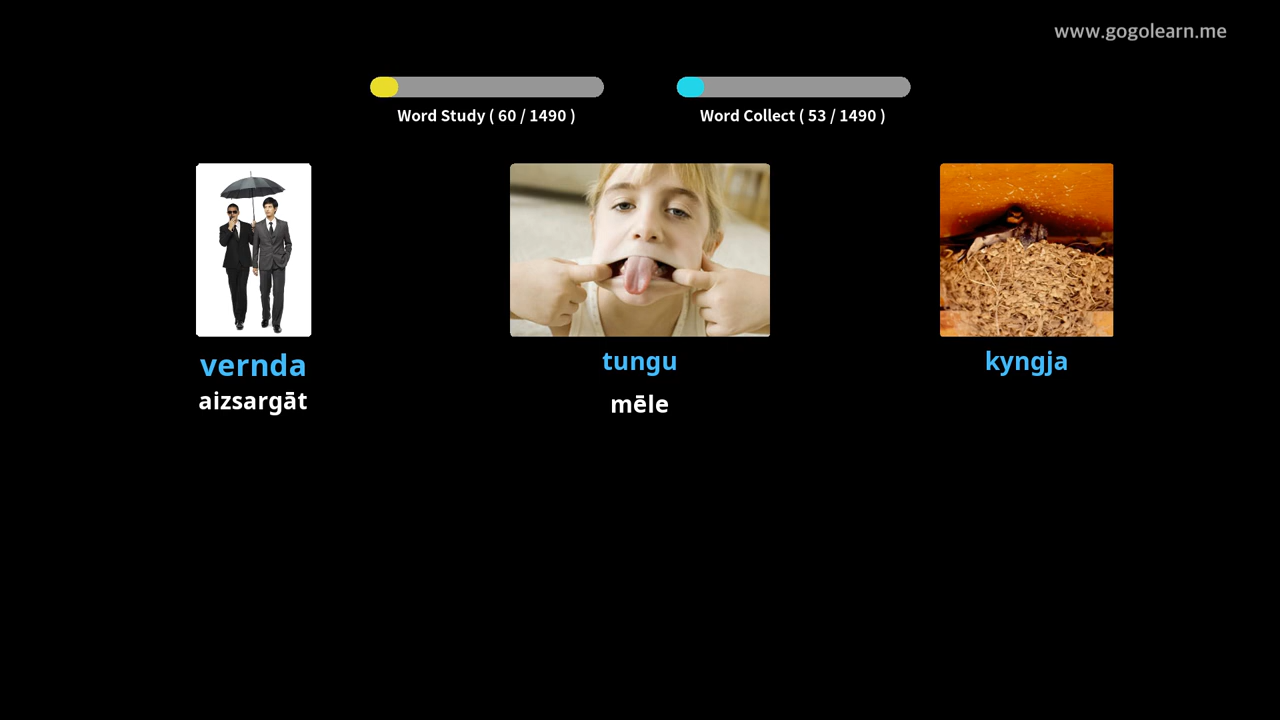 www.gogolearn.me
Word Study ( 60 / 1490 )
Word Collect ( 53 / 1490 )
vernda
aizsargāt
tungu
mēle
kyngja